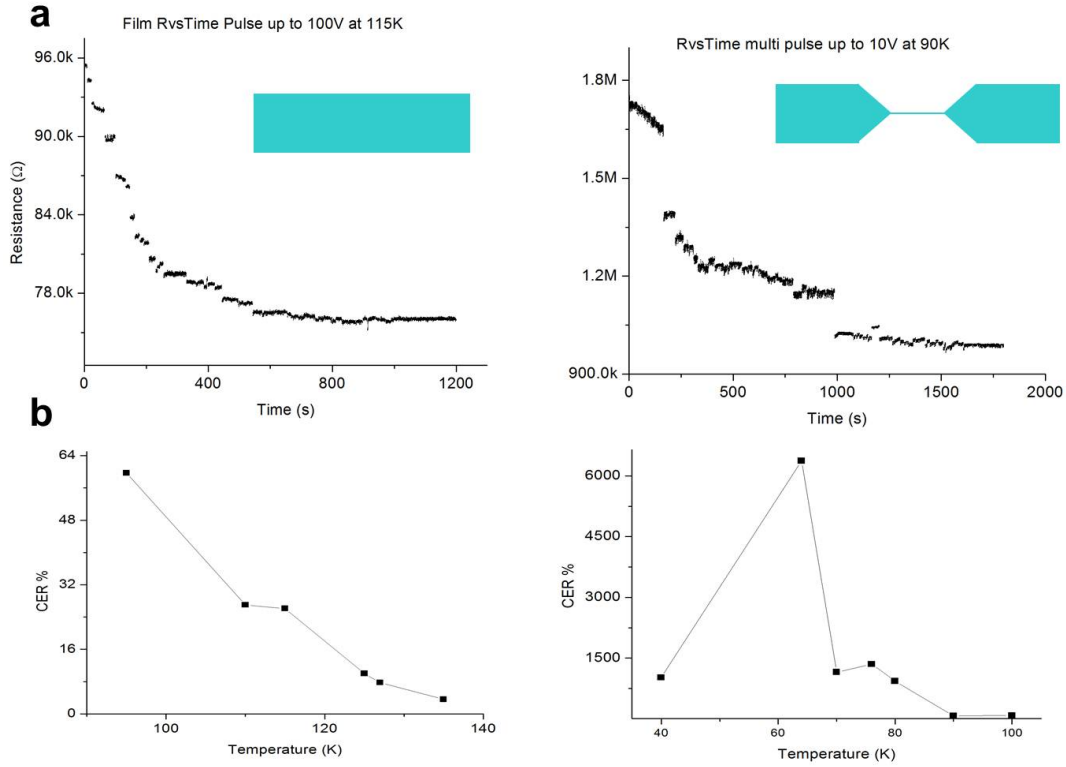 a
Film RvsTime Pulse up to 100V at 115K
96.0k
90.0k
84.0k
78.0k
Resistance (Ω)
0
400
800
1200
Time (s)
RvsTime multi pulse up to 10V at 90K
1.8M
1.5M
1.2M
900.0k
0
500
1000
1500
2000
Time (s)
b
64
48
32
16
0
CER %
100
120
140
Temperature (K)
6000
4500
3000
1500
CER %
40
60
80
100
Temperature (K)